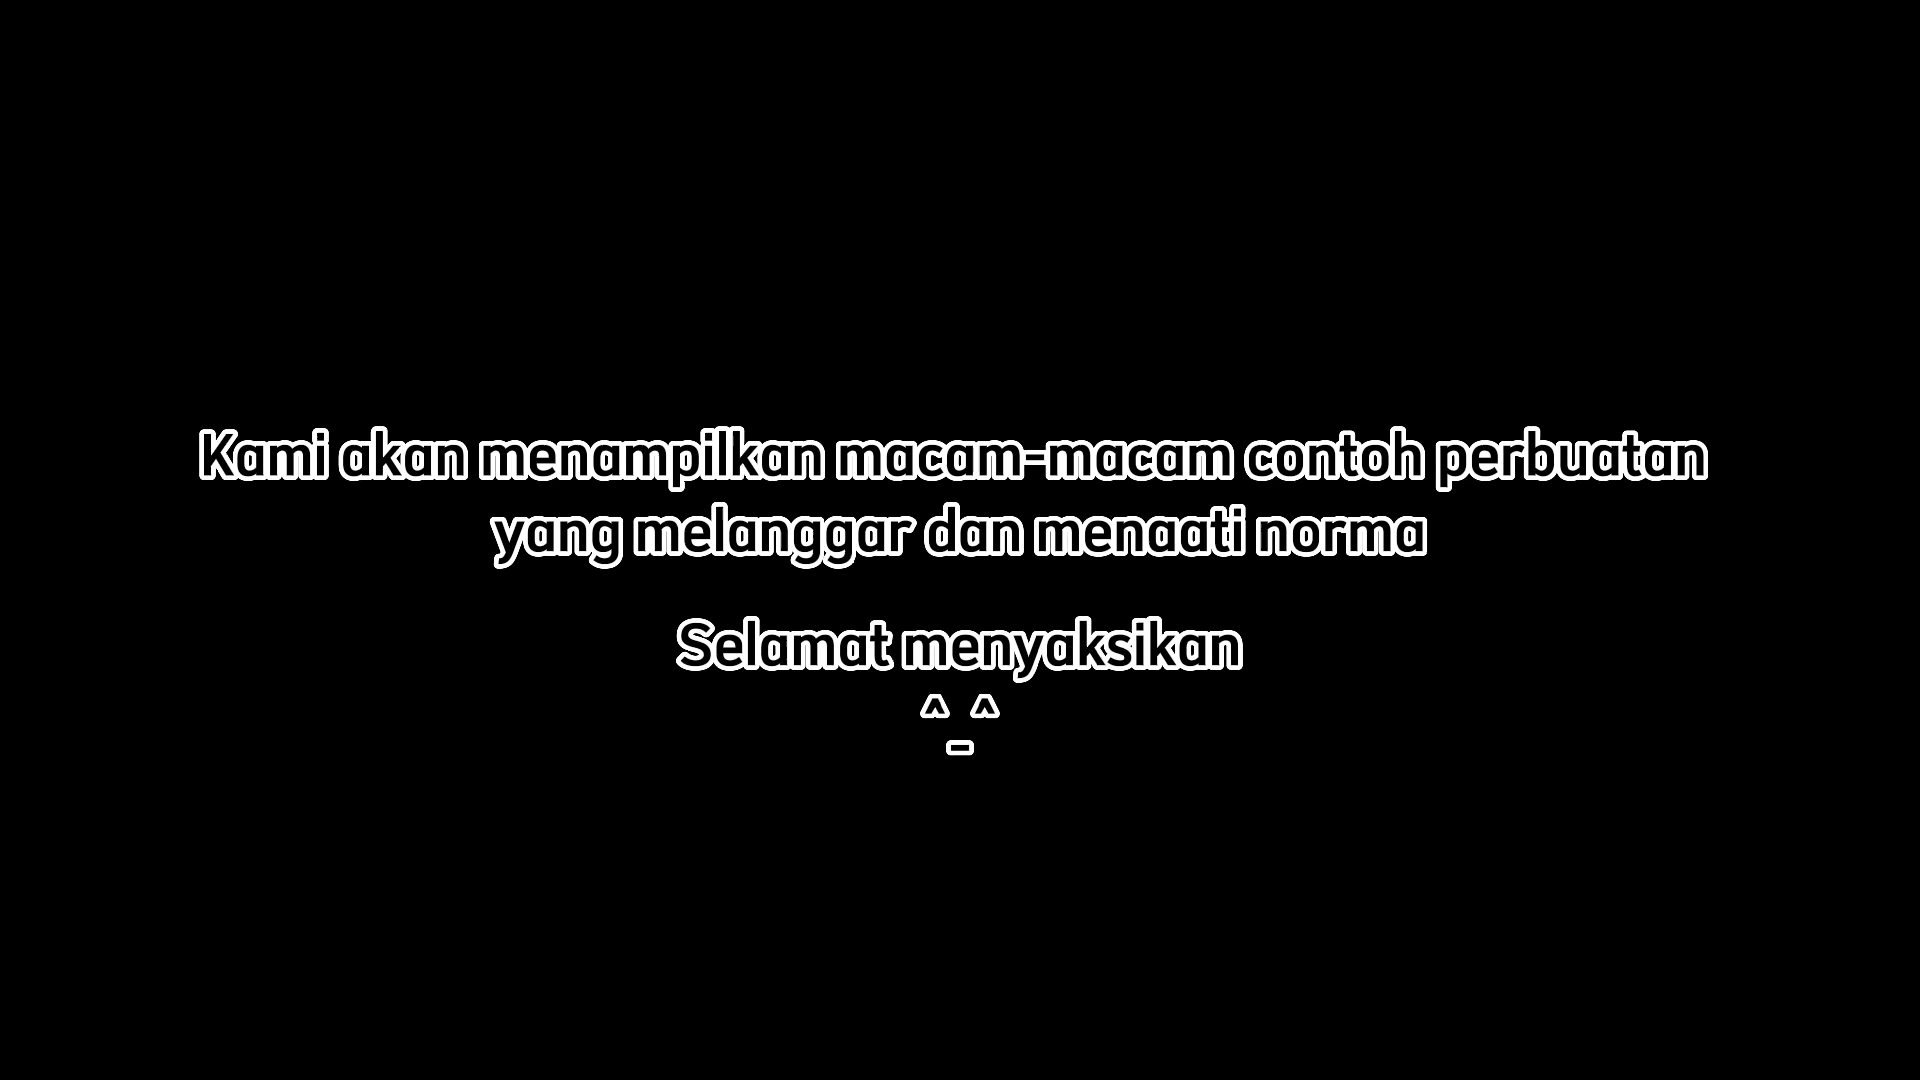 Kami akan menampilkan macam-macam contoh perbuatan
yang melanggar dan menaati norma
Selamat menyaksikan
^_^